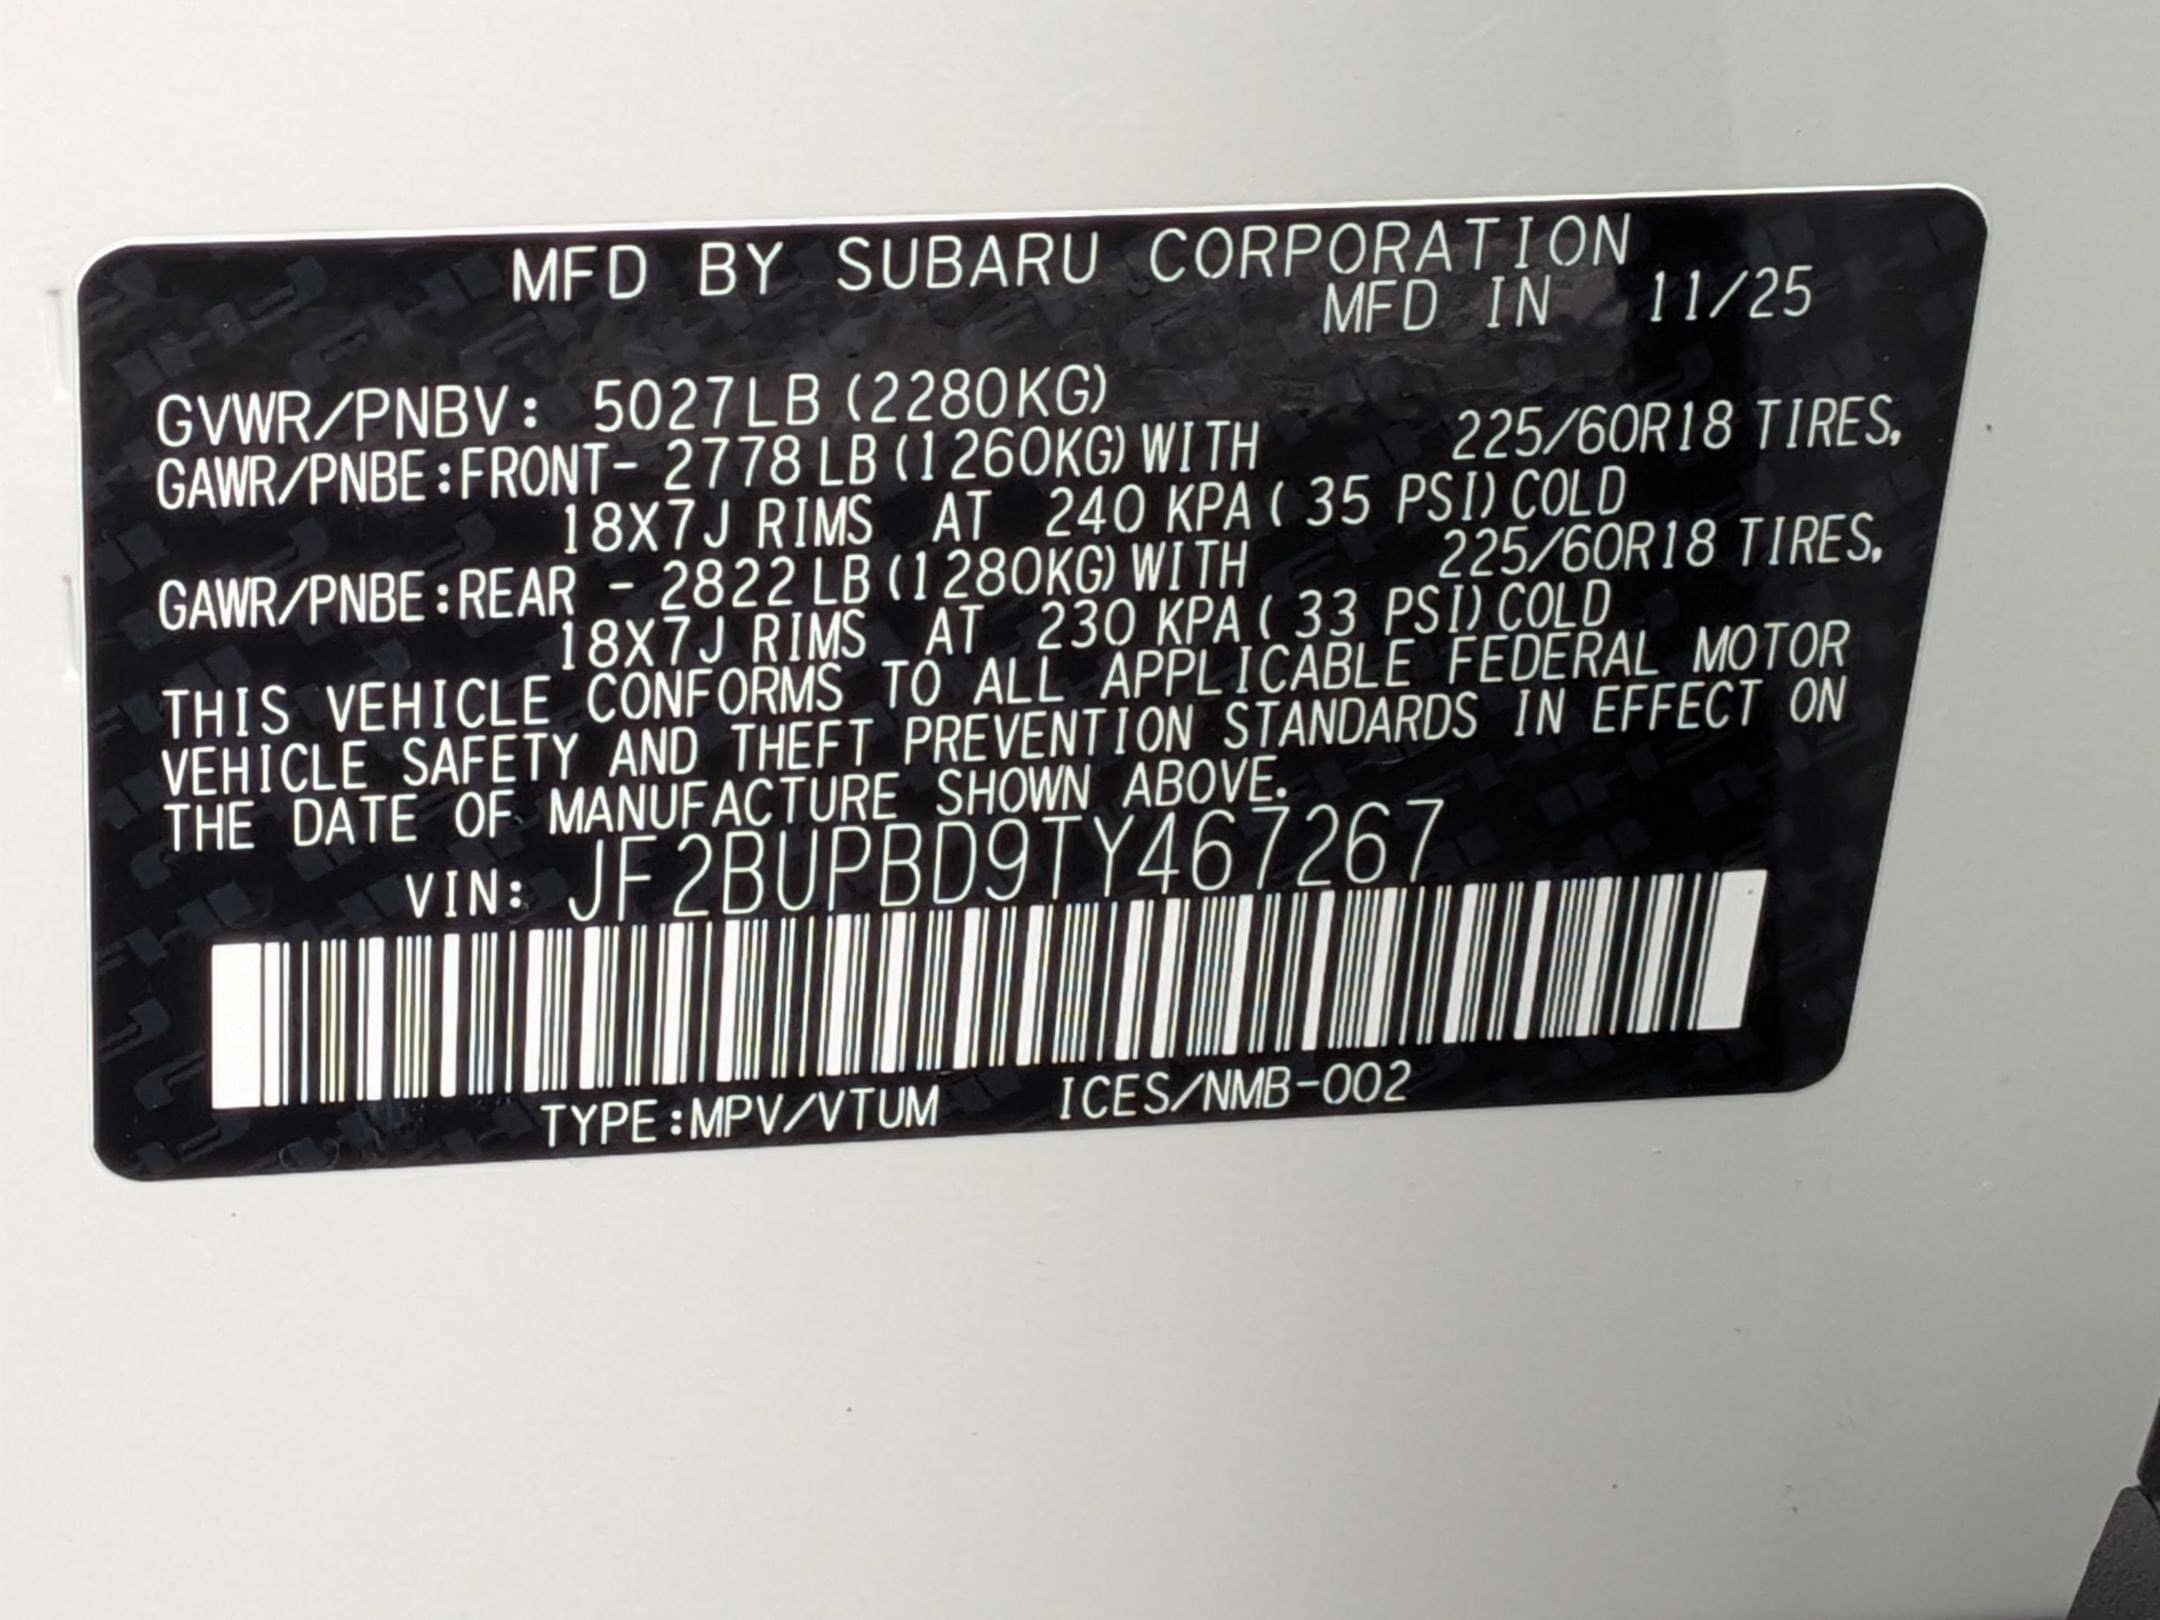 MFD BY SUBARU CORPORATION
MFD IN 11/25
GVWR/PNBV: 5027LB (2280KG)
GAWR/PNBE:FRONT- 2778 LB (1260KG) WITH 225/60R18 TIRES,
18X7J RIMS AT 240 KPA ( 35 PSI) COLD
GAWR/PNBE:REAR - 2822 LB (1280KG) WITH 225/60R18 TIRES,
18X7J RIMS AT 230 KPA ( 33 PSI) COLD
THIS VEHICLE CONFORMS TO ALL APPLICABLE FEDERAL MOTOR
VEHICLE SAFETY AND THEFT PREVENTION STANDARDS IN EFFECT ON
THE DATE OF MANUFACTURE SHOWN ABOVE.
VIN: JF2BUPBD9TY467267
TYPE:MPV/VTUM ICES/NMB-002